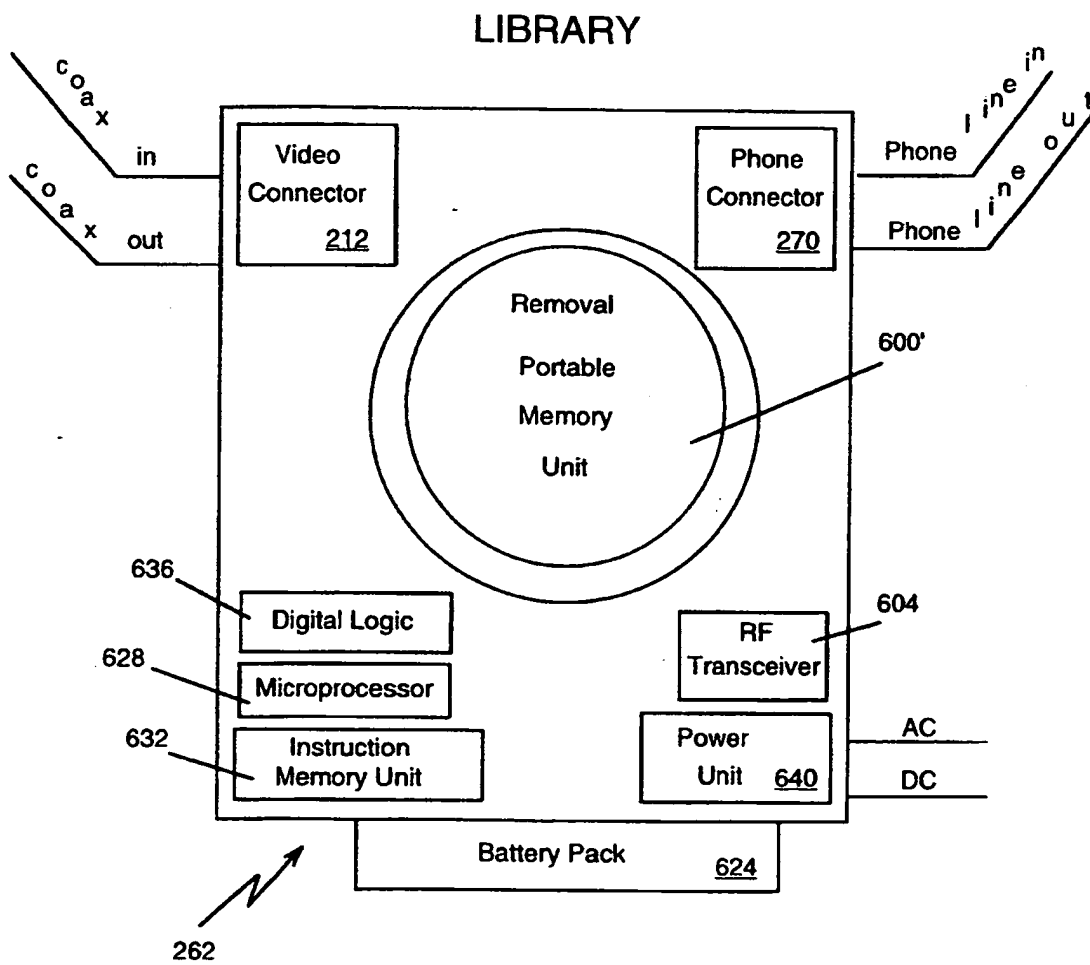 LIBRARY
coax in
coax out
Video
Connector
212
Phone
Connector
270
Phone line in
Phone line out
Removal
Portable
Memory
Unit
600'
636
Digital Logic
628
Microprocessor
632
Instruction
Memory Unit
604
RF
Transceiver
Power
Unit 640
AC
DC
Battery Pack 624
262